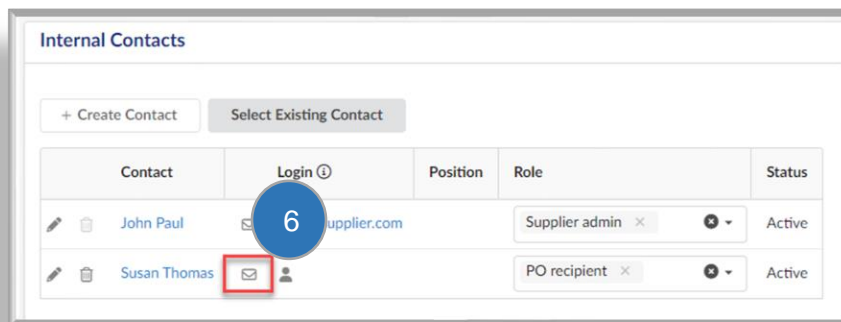 Internal Contacts
+ Create Contact Select Existing Contact
Contact Login Position Role Status
John Paul 6 upplier.com Supplier admin × Active
Susan Thomas PO recipient × Active